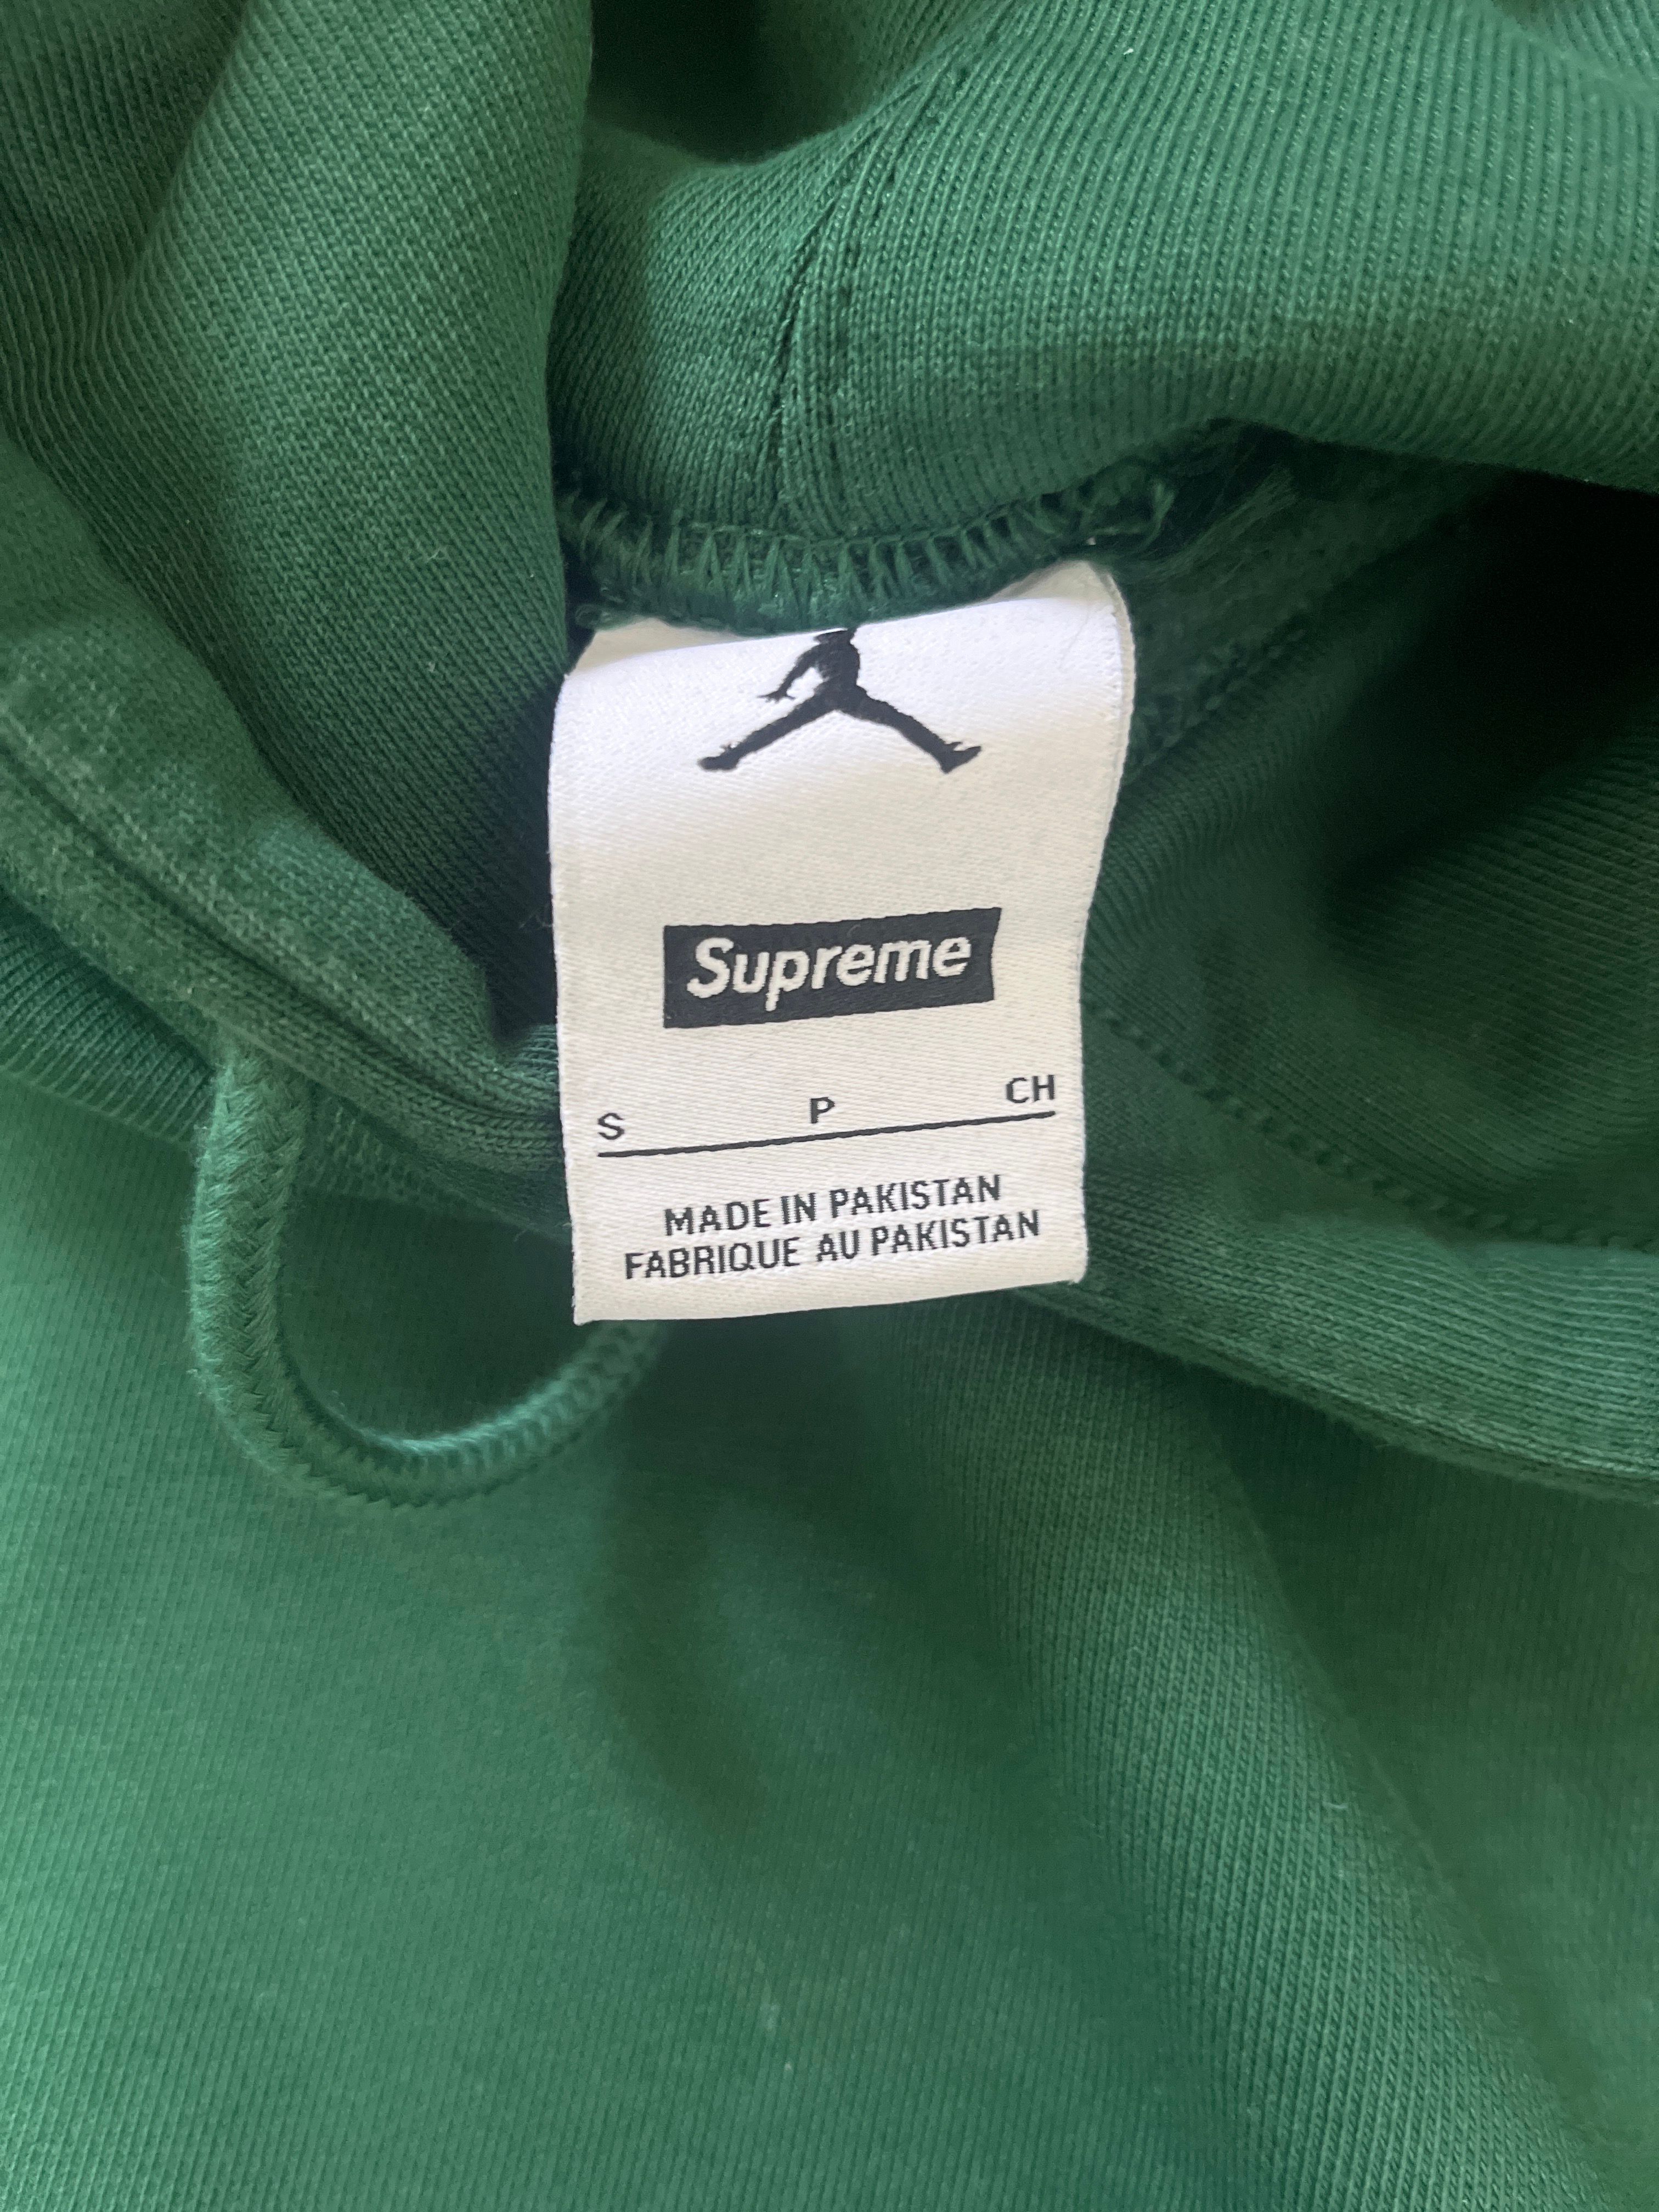 Supreme
S P CH
MADE IN PAKISTAN
FABRIQUE AU PAKISTAN